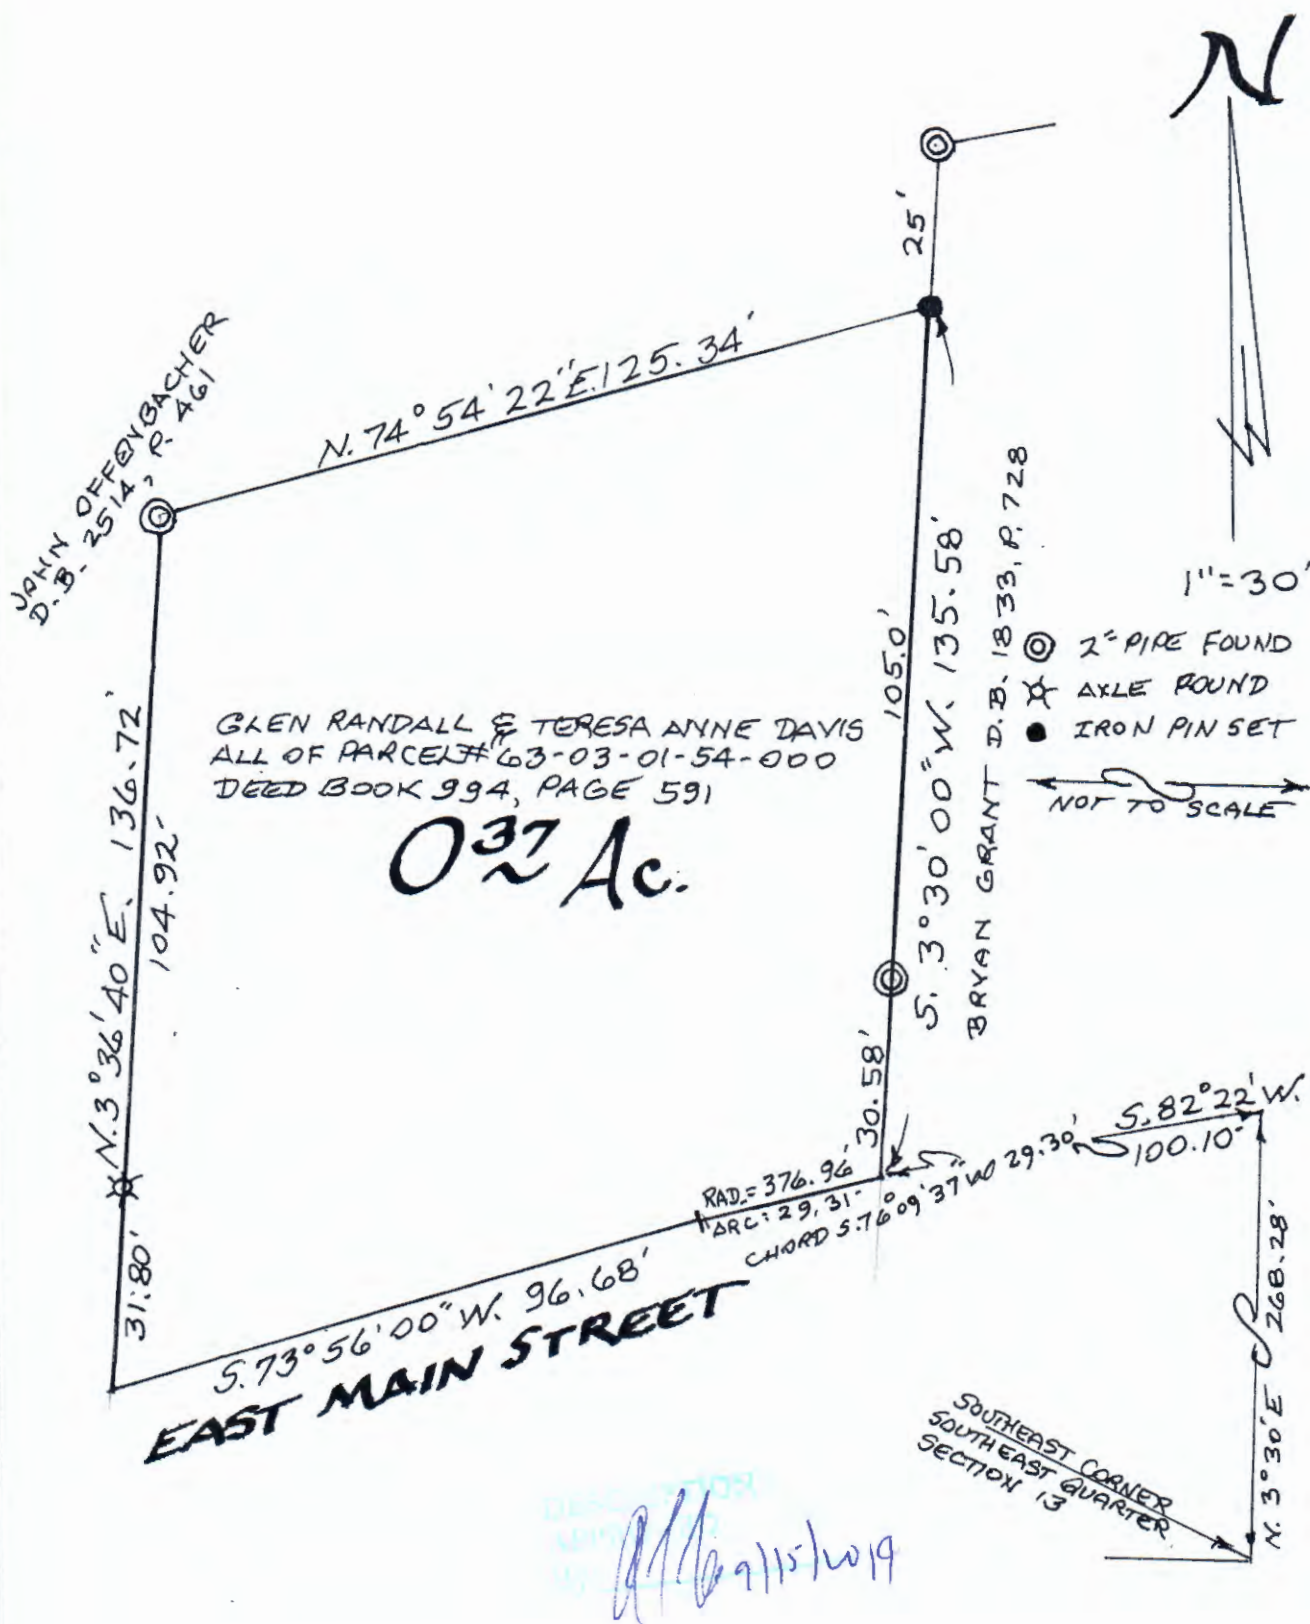 N
25'
N. 74° 54' 22" E. 125.34'
JOHN OFFENBACHER
D.B. 2514, P. 461
1"=30'
2" PIPE FOUND
AXLE FOUND
IRON PIN SET
NOT TO SCALE
105.0'
S. 3° 30' 00" W. 135.58'
BRYAN GRANT D.B. 1833, P. 728
GLEN RANDALL & TERESA ANNE DAVIS
ALL OF PARCEL# 63-03-01-54-000
DEED BOOK 994, PAGE 591
0.37 Ac.
N. 3° 36' 40" E. 136.72'
104.92'
30.58'
31.80'
RAD.= 376.96'
ARC: 29.31'
CHORD S. 76° 09' 37" W 29.30'
S. 82° 22' W.
100.10'
S. 73° 56' 00" W. 96.68'
EAST MAIN STREET
N. 3° 30' E 268.28'
SOUTHEAST CORNER
SOUTHEAST QUARTER
SECTION 13
9/15/2019